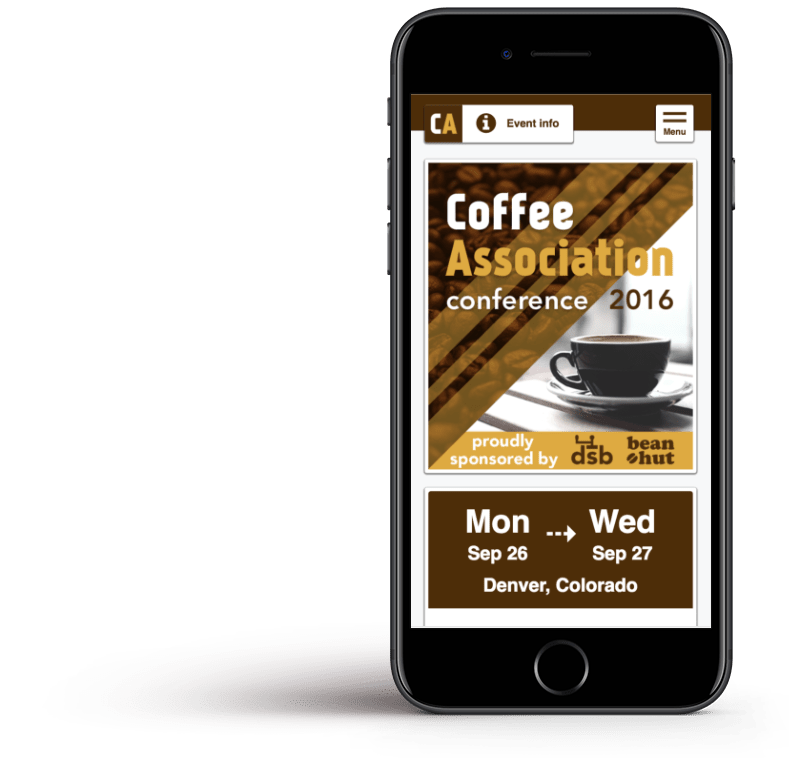 CA Event info
Menu
Coffee
Association
conference 2016
proudly
sponsored by
dsb
bean
hut
Mon Wed
Sep 26 Sep 27
Denver, Colorado